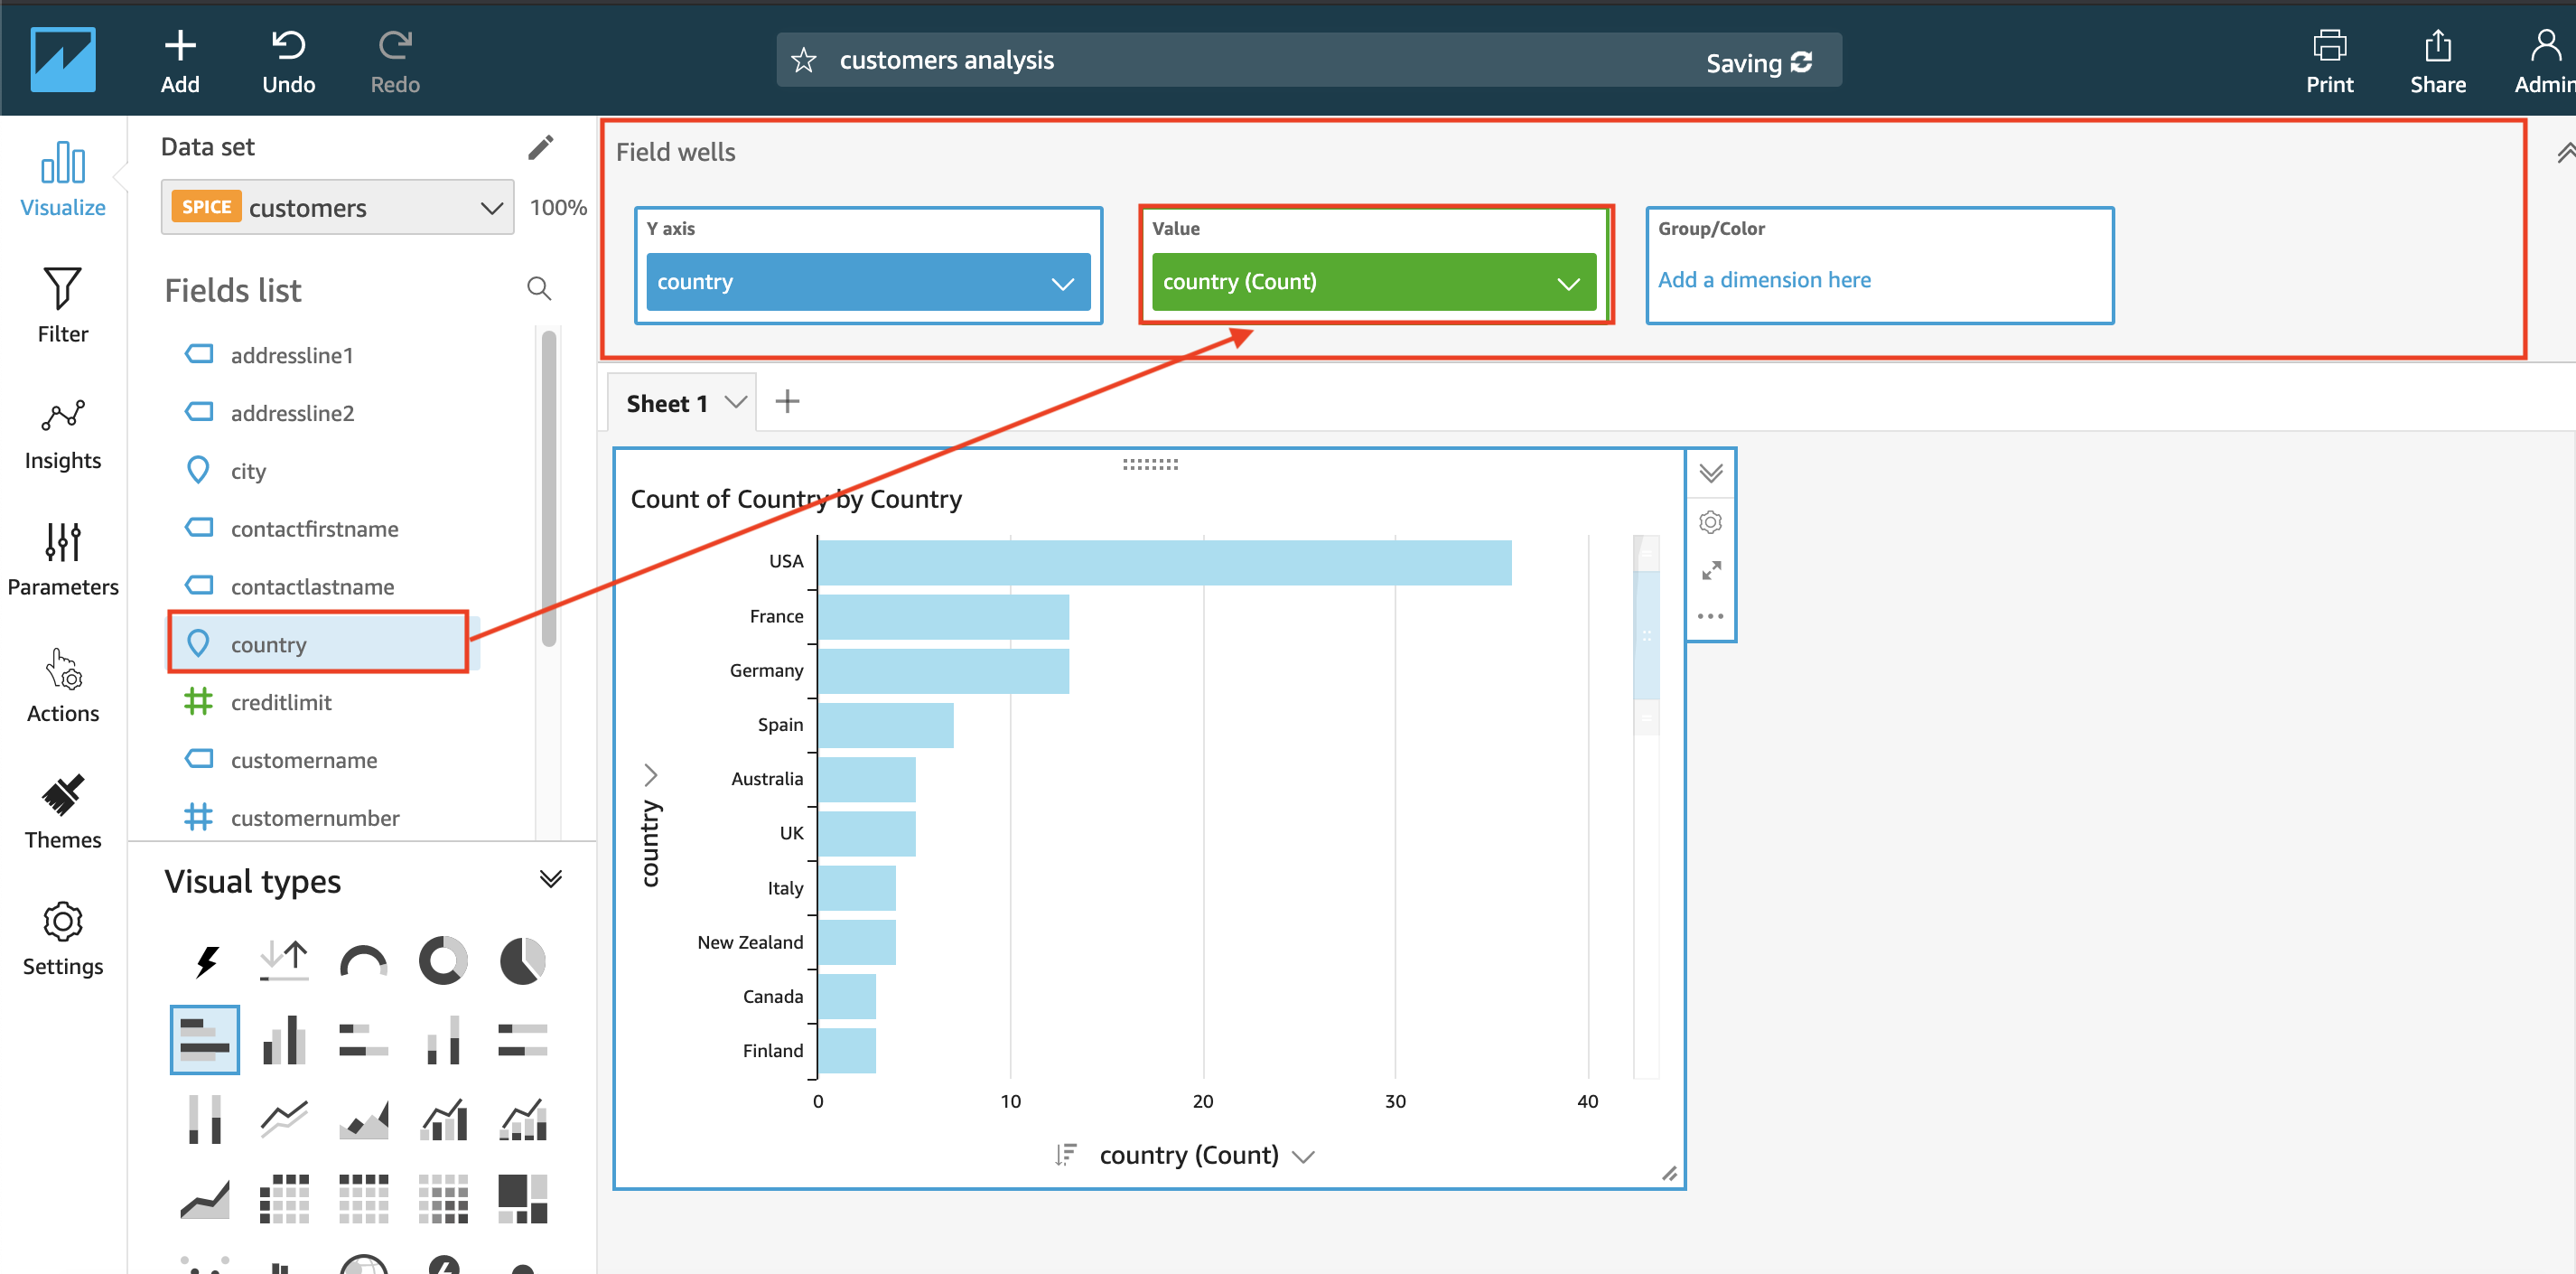 Add
Undo
Redo
customers analysis
Saving
Print
Share
Admin
Visualize
Filter
Insights
Parameters
Actions
Themes
Settings
Data set
SPICE customers
100%
Fields list
addressline1
addressline2
city
contactfirstname
contactlastname
country
creditlimit
customername
customernumber
Visual types
Field wells
Y axis
country
Value
country (Count)
Group/Color
Add a dimension here
Sheet 1
Count of Country by Country
country
USA
France
Germany
Spain
Australia
UK
Italy
New Zealand
Canada
Finland
0 10 20 30 40
country (Count)